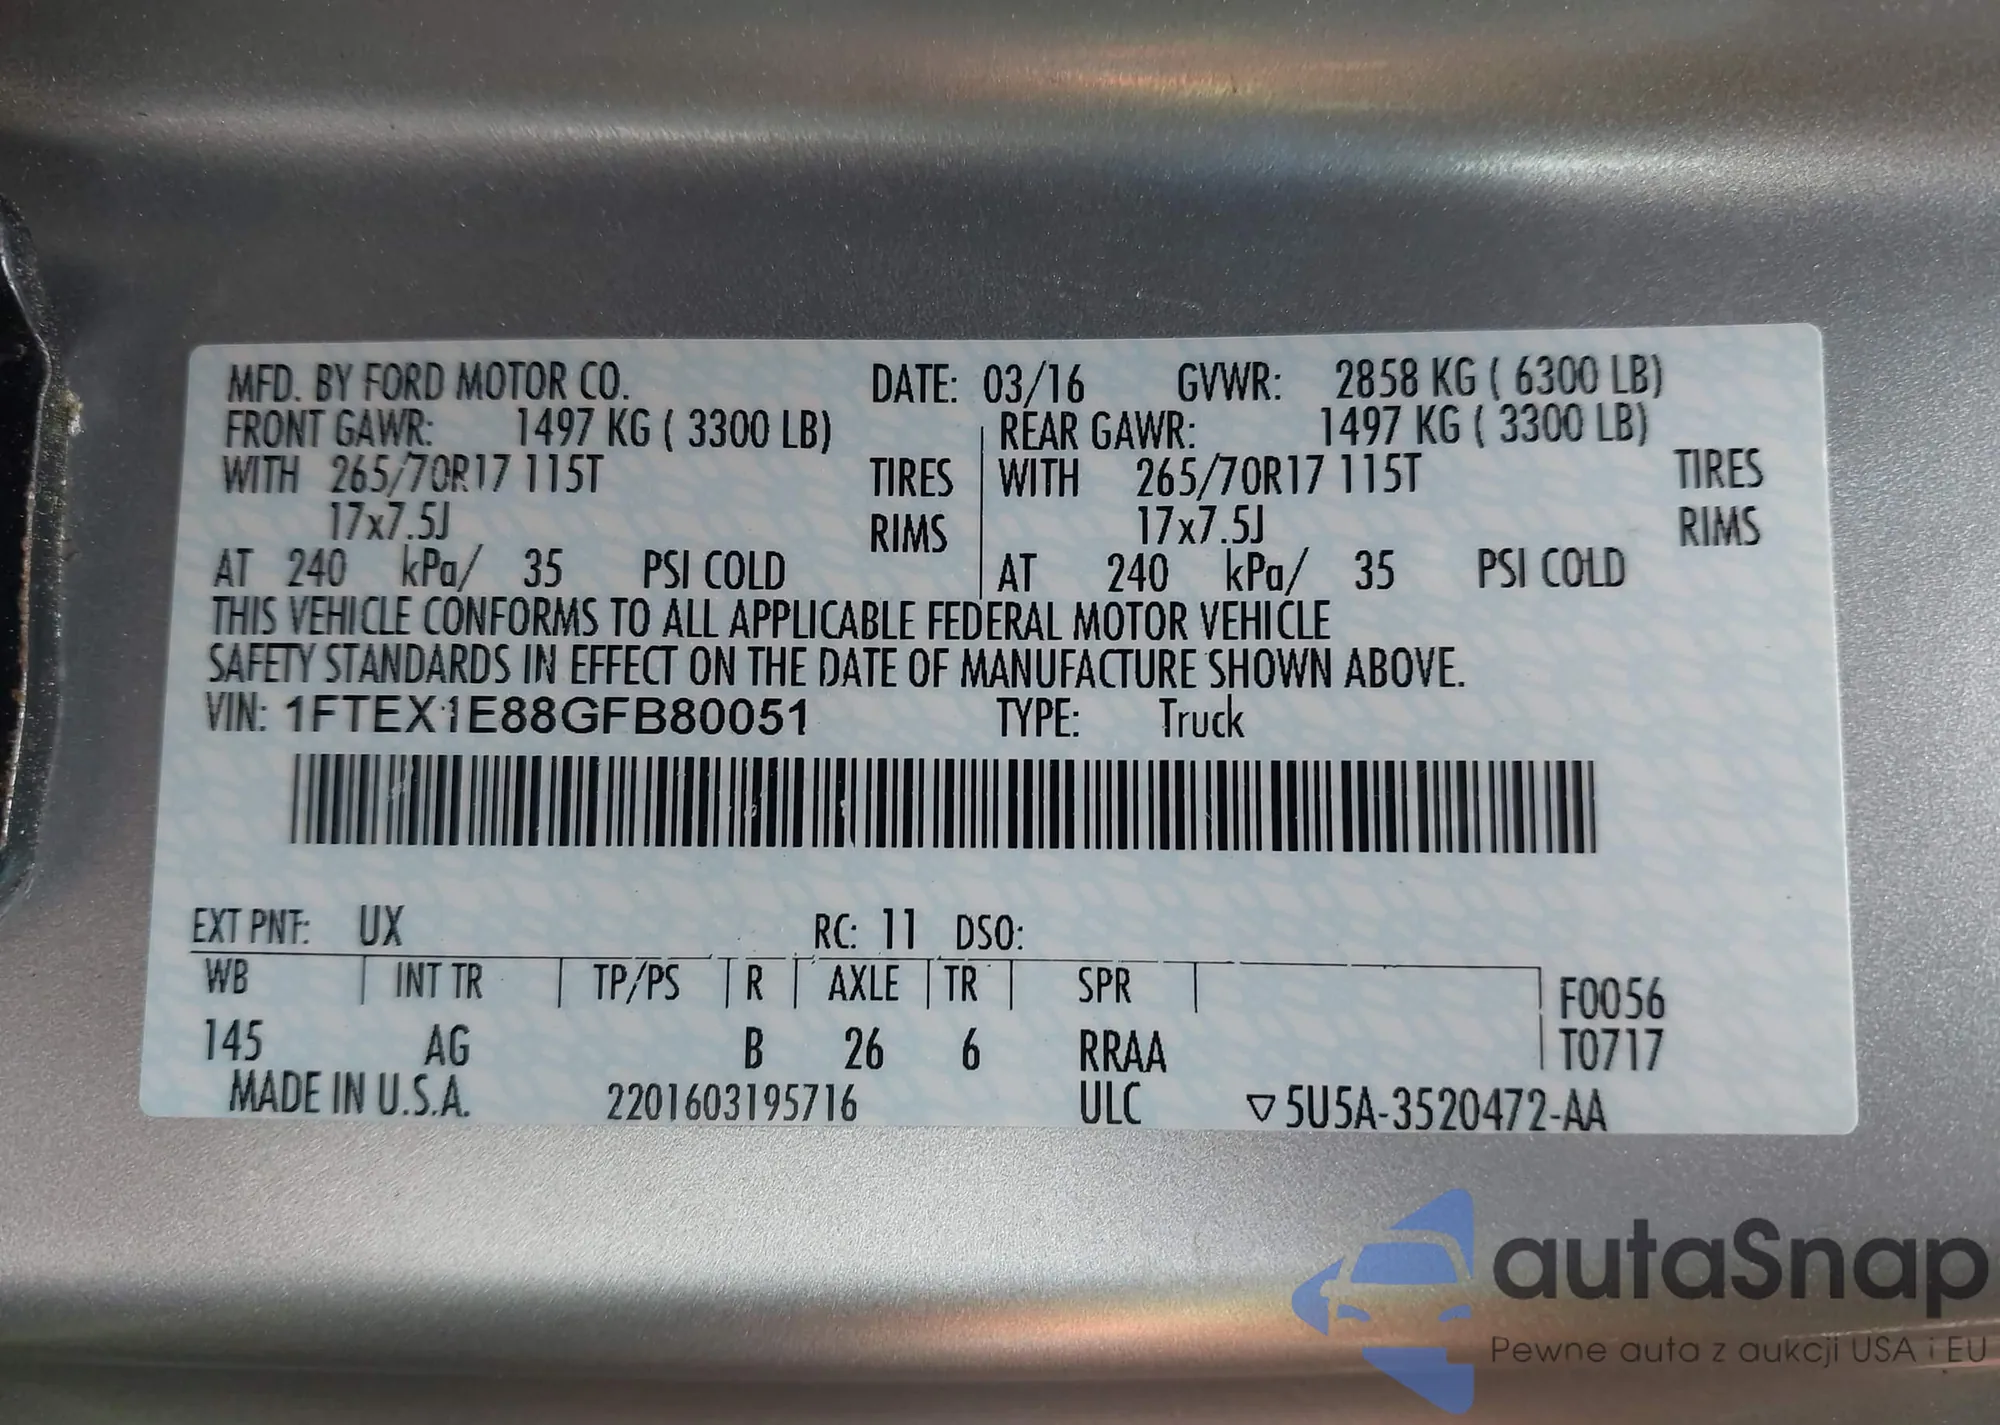 MFD. BY FORD MOTOR CO. DATE: 03/16 GVWR: 2858 KG ( 6300 LB)
FRONT GAWR: 1497 KG ( 3300 LB) REAR GAWR: 1497 KG ( 3300 LB)
WITH 265/70R17 115T TIRES WITH 265/70R17 115T TIRES
17x7.5J RIMS 17x7.5J RIMS
AT 240 kPa/ 35 PSI COLD AT 240 kPa/ 35 PSI COLD
THIS VEHICLE CONFORMS TO ALL APPLICABLE FEDERAL MOTOR VEHICLE
SAFETY STANDARDS IN EFFECT ON THE DATE OF MANUFACTURE SHOWN ABOVE.
VIN: 1FTEX1E88GFB80051 TYPE: Truck
EXT PNT: UX RC: 11 DSO:
WB INT TR TP/PS R AXLE TR SPR F0056
145 AG B 26 6 RRAA T0717
MADE IN U.S.A. 2201603195716 ULC ▽5U5A-3520472-AA
autaSnap
Pewne auta z aukcji USA i EU